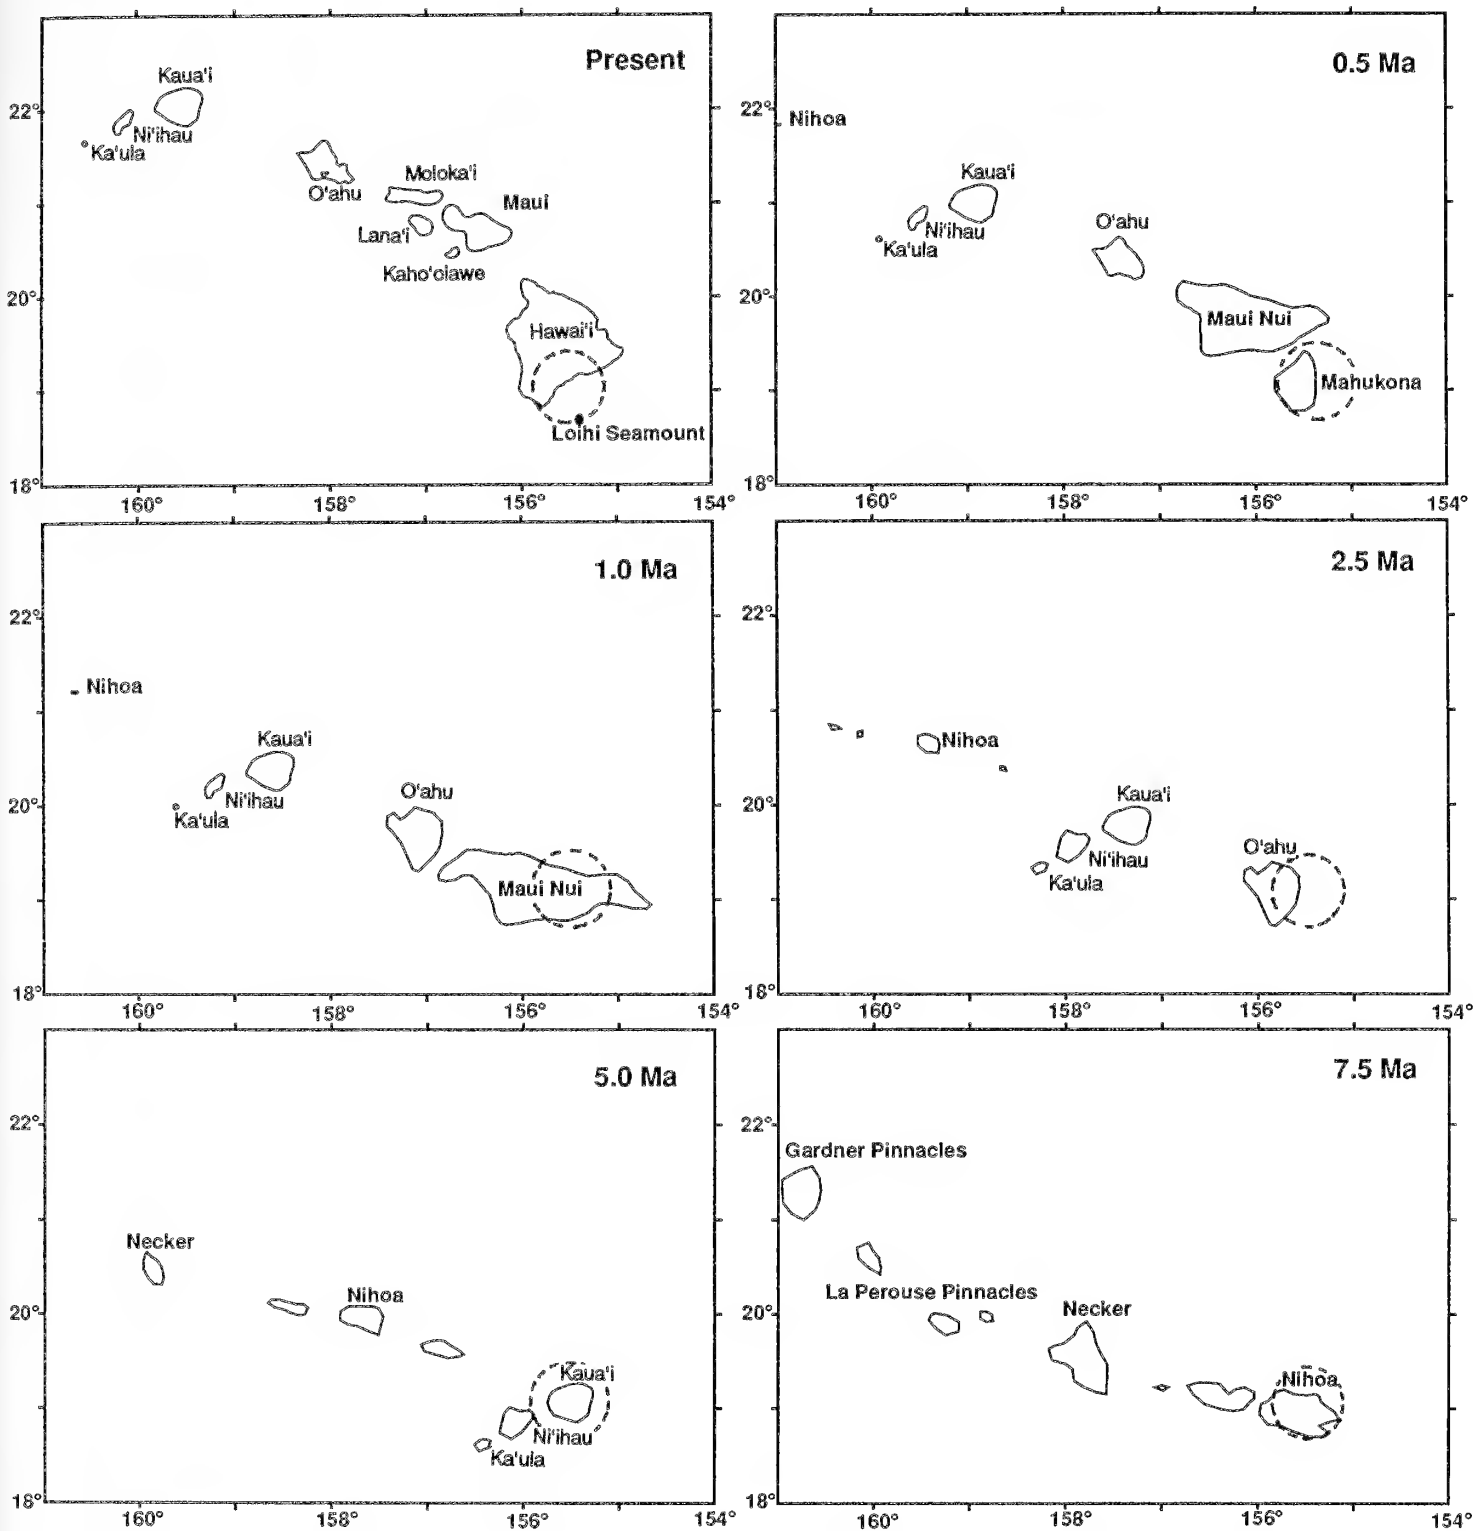 Present
Kaua'i
22°
Ni'ihau
Ka'ula
Moloka'i
O'ahu
Maui
Lana'i
Kaho'olawe
20°
Hawai'i
Loihi Seamount
18°
160°
158°
156°
154°
0.5 Ma
22°
Nihoa
Kaua'i
O'ahu
Ni'ihau
Ka'ula
20°
Maui Nui
Mahukona
18°
160°
158°
156°
154°
1.0 Ma
22°
Nihoa
Kaua'i
O'ahu
Ni'ihau
20°
Ka'ula
Maui Nui
18°
160°
158°
156°
154°
2.5 Ma
22°
Nihoa
Kaua'i
20°
O'ahu
Ni'ihau
Ka'ula
18°
160°
158°
156°
154°
5.0 Ma
22°
Necker
Nihoa
20°
Kaua'i
Ni'ihau
Ka'ula
18°
160°
158°
156°
154°
7.5 Ma
22°
Gardner Pinnacles
La Perouse Pinnacles
Necker
20°
Nihoa
18°
160°
158°
156°
154°